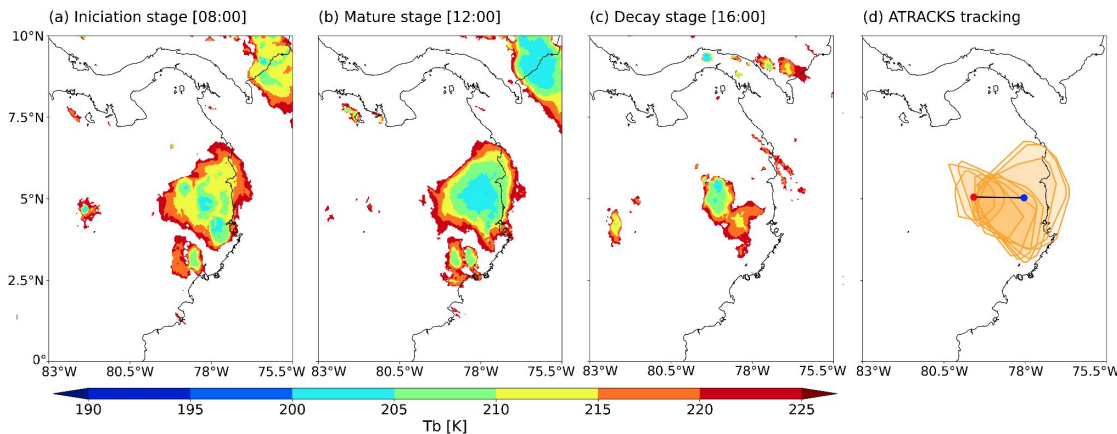 (a) Iniciation stage [08:00] (b) Mature stage [12:00] (c) Decay stage [16:00] (d) ATRACKS tracking
10°N
7.5°N
5°N
2.5°N
0°
83°W 80.5°W 78°W 75.5°W 83°W 80.5°W 78°W 75.5°W 83°W 80.5°W 78°W 75.5°W 83°W 80.5°W 78°W 75.5°W
190 195 200 205 210 215 220 225
Tb [K]